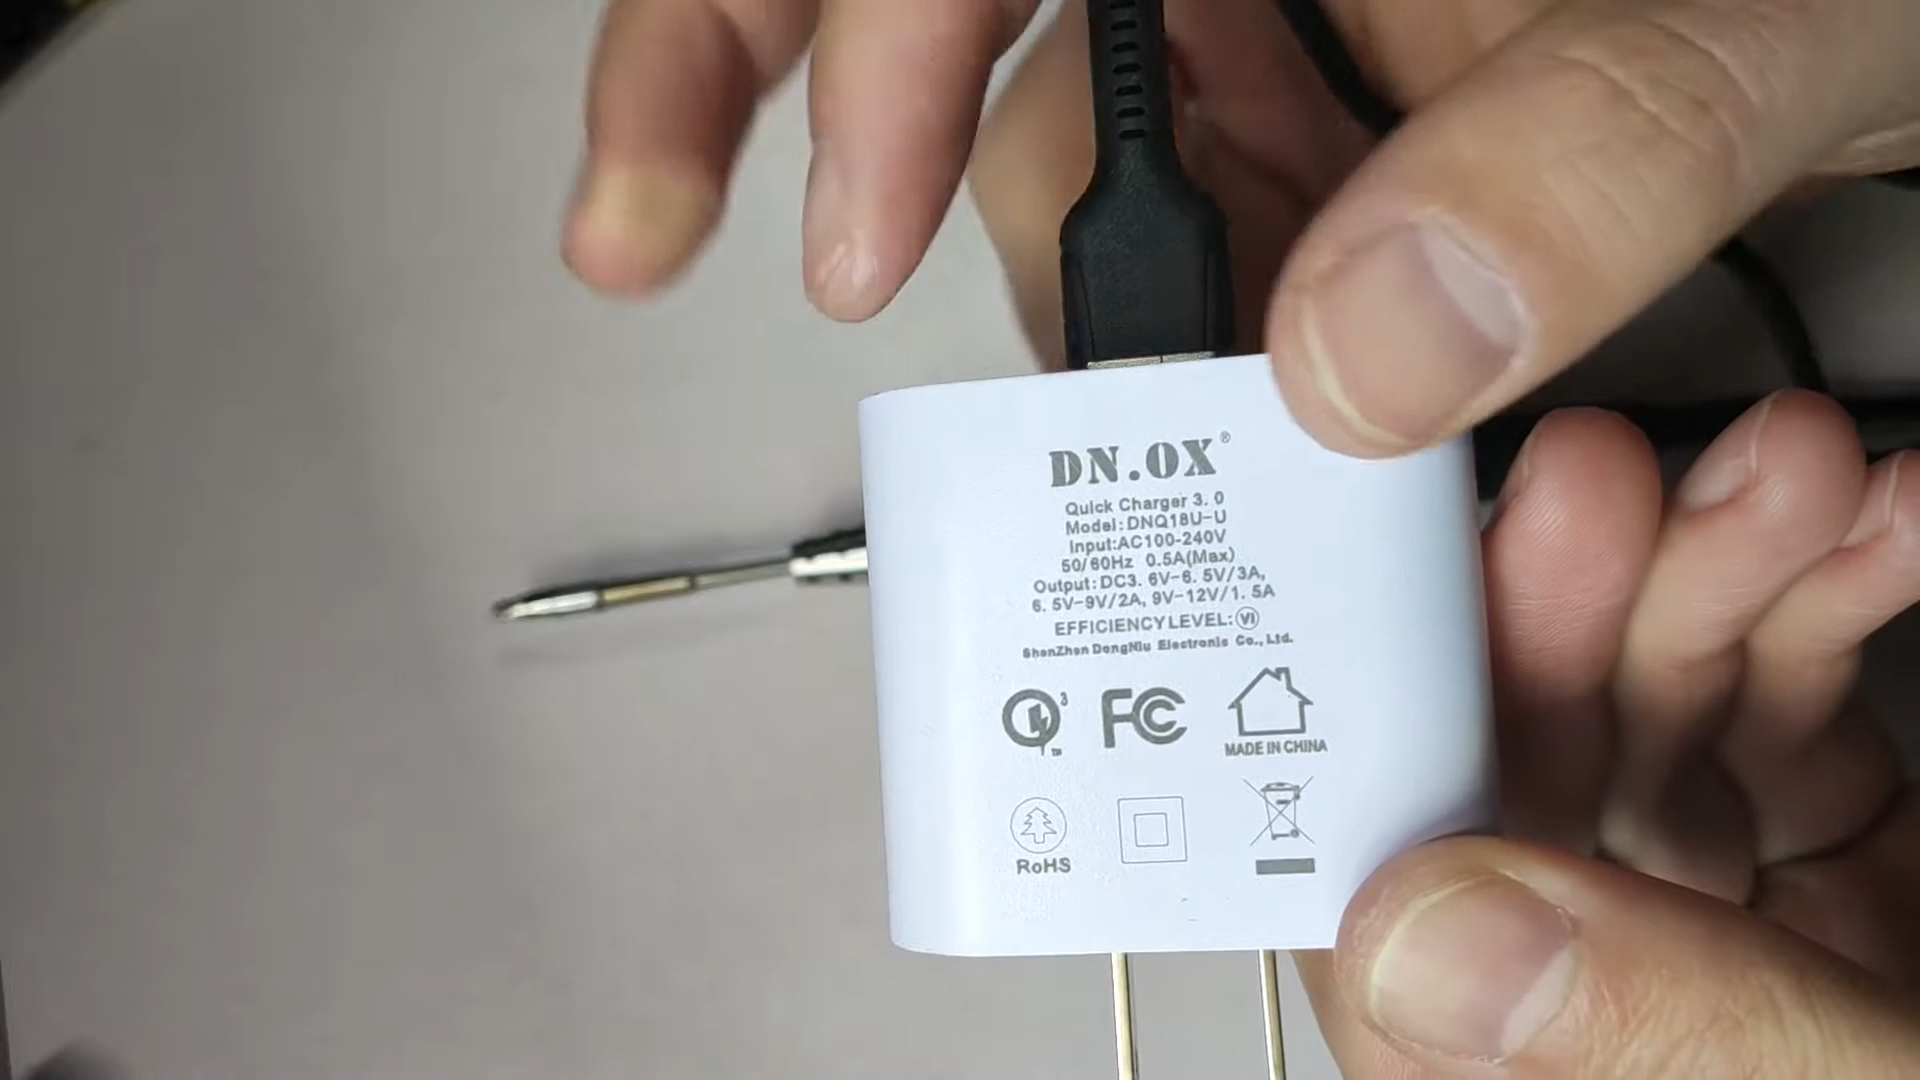 DN.OX®
Quick Charger 3. 0
Model:DNQ18U-U
Input:AC100-240V
50/60Hz 0.5A(Max)
Output:DC3. 6V-6. 5V/3A,
6. 5V-9V/2A, 9V-12V/1. 5A
EFFICIENCY LEVEL:VI
ShenZhen DongNiu Electronic Co., Ltd.
Q 3 ™ FC
MADE IN CHINA
RoHS